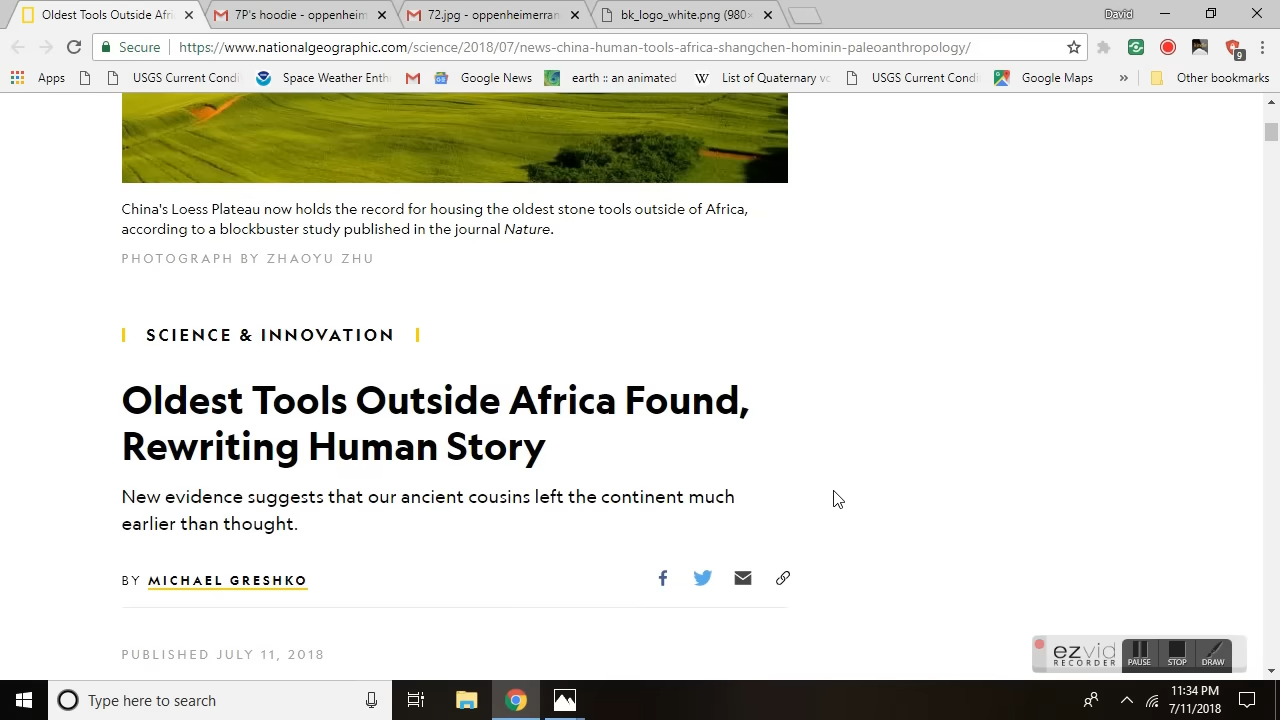 Oldest Tools Outside Afri
7P's hoodie - oppenheim
72.jpg - oppenheimerran
bk_logo_white.png
David
Secure
https://www.nationalgeographic.com/science/2018/07/news-china-human-tools-africa-shangchen-hominin-paleoanthropology/
9
Apps
USGS Current Condi
Space Weather Enth
Google News
earth :: an animated
W
List of Quaternary vo
USGS Current Condi
Google Maps
»
Other bookmarks
China's Loess Plateau now holds the record for housing the oldest stone tools outside of Africa,
according to a blockbuster study published in the journal Nature.
PHOTOGRAPH BY ZHAOYU ZHU
SCIENCE & INNOVATION
Oldest Tools Outside Africa Found,
Rewriting Human Story
New evidence suggests that our ancient cousins left the continent much
earlier than thought.
BY MICHAEL GRESHKO
PUBLISHED JULY 11, 2018
ezvid
RECORDER
PAUSE
STOP
DRAW
Type here to search
11:34 PM
7/11/2018